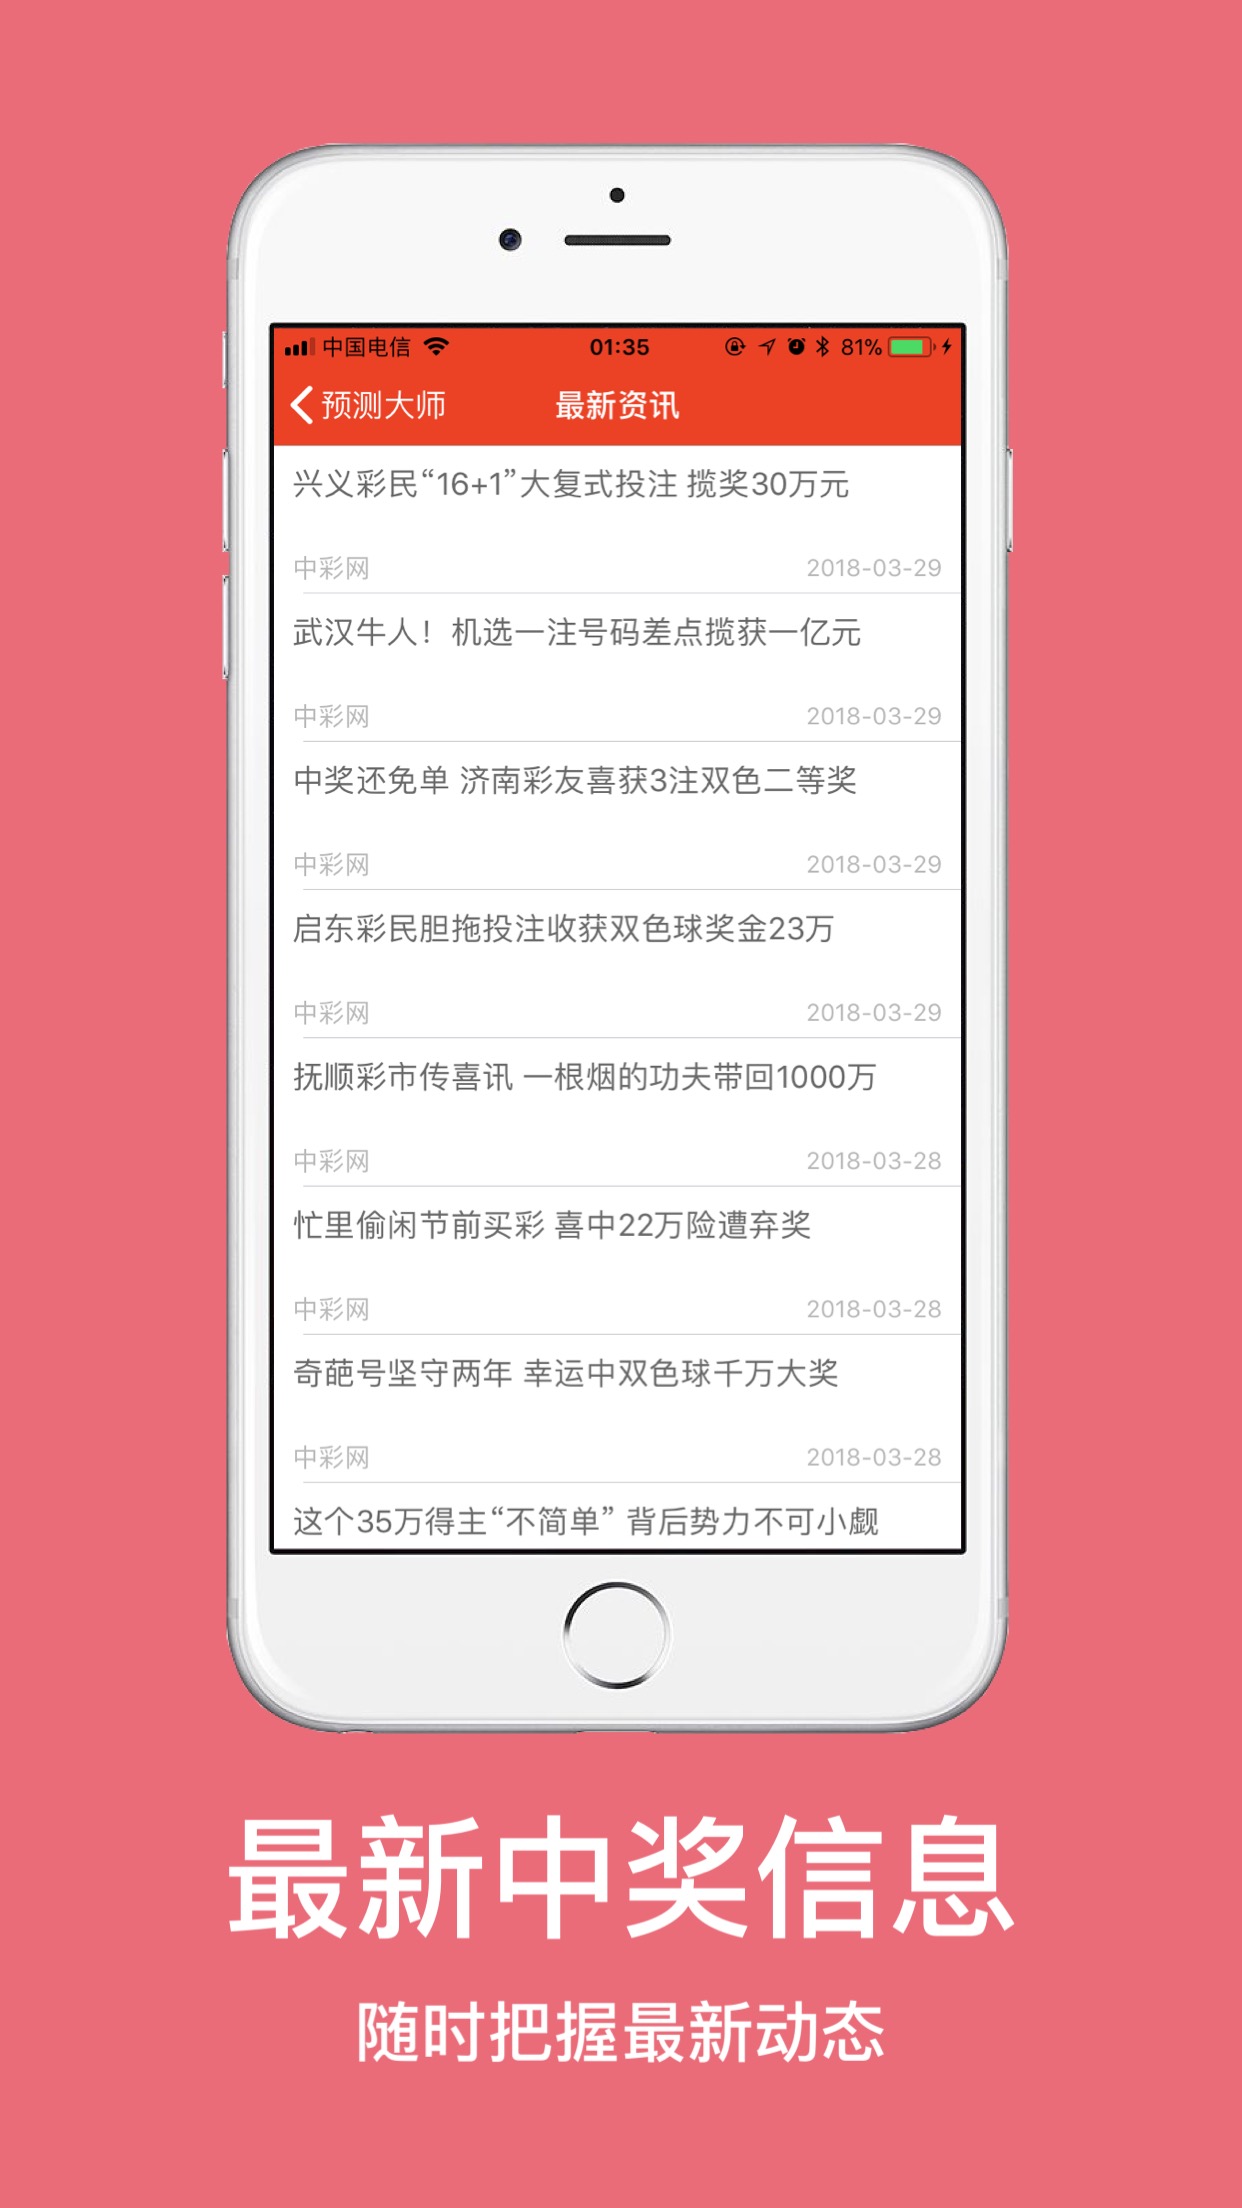 中国电信 01:35 81%
预测大师 最新资讯
兴义彩民“16+1”大复式投注 揽奖30万元
中彩网 2018-03-29
武汉牛人！机选一注号码差点揽获一亿元
中彩网 2018-03-29
中奖还免单 济南彩友喜获3注双色二等奖
中彩网 2018-03-29
启东彩民胆拖投注收获双色球奖金23万
中彩网 2018-03-29
抚顺彩市传喜讯 一根烟的功夫带回1000万
中彩网 2018-03-28
忙里偷闲节前买彩 喜中22万险遭弃奖
中彩网 2018-03-28
奇葩号坚守两年 幸运中双色球千万大奖
中彩网 2018-03-28
这个35万得主“不简单” 背后势力不可小觑
最新中奖信息
随时把握最新动态